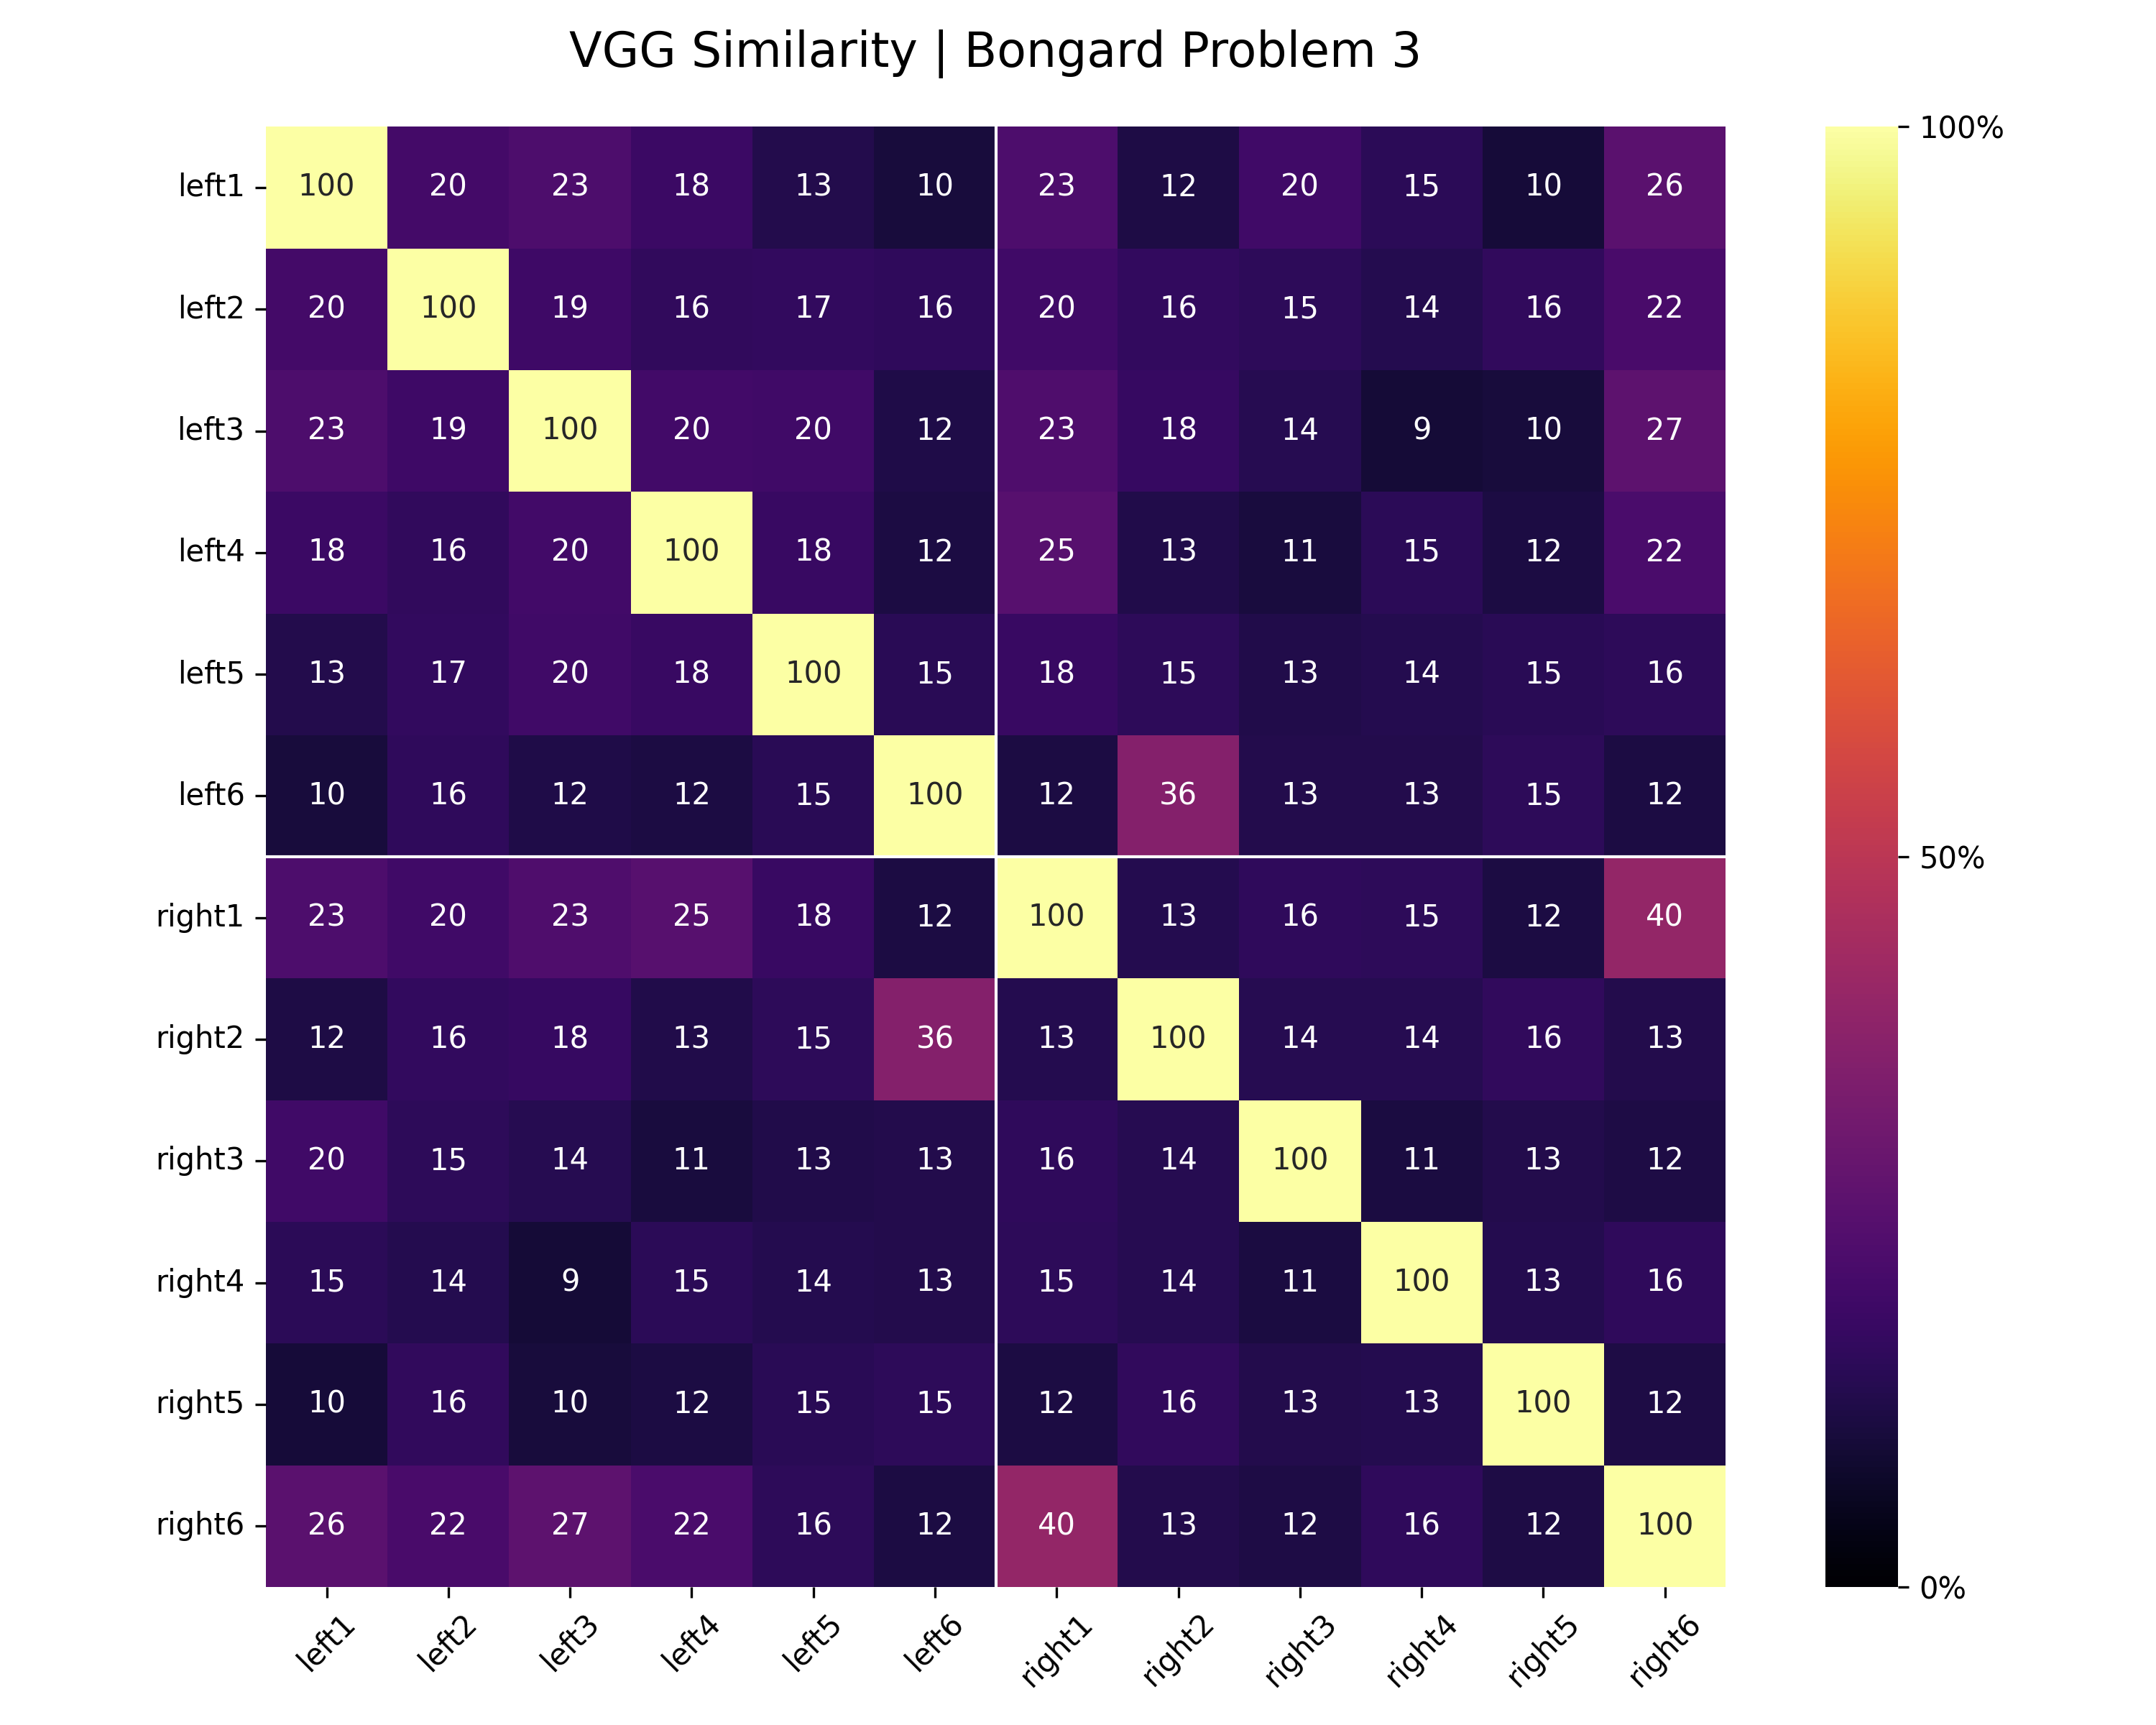 VGG Similarity | Bongard Problem 3
left1 100 20 23 18 13 10 23 12 20 15 10 26
left2 20 100 19 16 17 16 20 16 15 14 16 22
left3 23 19 100 20 20 12 23 18 14 9 10 27
left4 18 16 20 100 18 12 25 13 11 15 12 22
left5 13 17 20 18 100 15 18 15 13 14 15 16
left6 10 16 12 12 15 100 12 36 13 13 15 12
right1 23 20 23 25 18 12 100 13 16 15 12 40
right2 12 16 18 13 15 36 13 100 14 14 16 13
right3 20 15 14 11 13 13 16 14 100 11 13 12
right4 15 14 9 15 14 13 15 14 11 100 13 16
right5 10 16 10 12 15 15 12 16 13 13 100 12
right6 26 22 27 22 16 12 40 13 12 16 12 100
left1 left2 left3 left4 left5 left6 right1 right2 right3 right4 right5 right6
100%
50%
0%